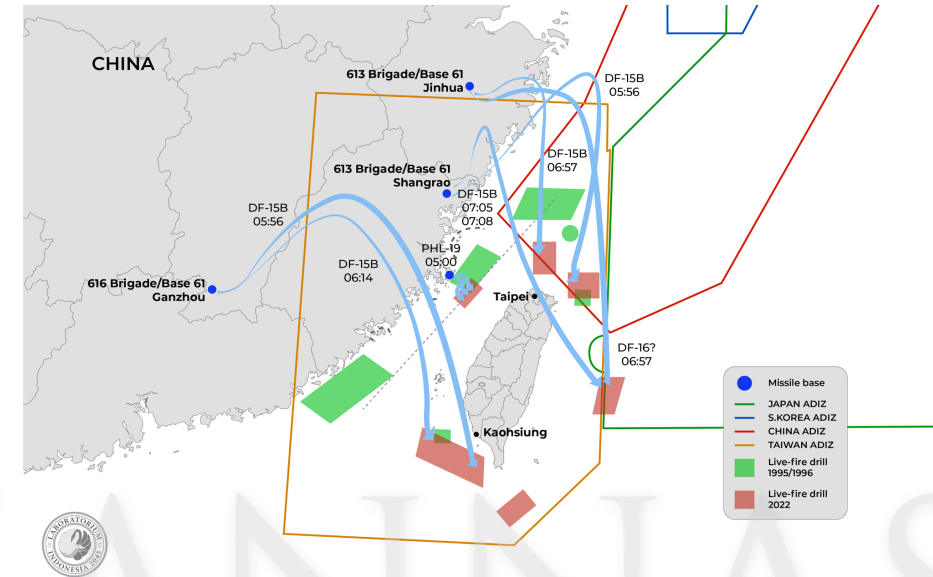 CHINA
613 Brigade/Base 61
Jinhua
DF-15B
05:56
DF-15B
06:57
613 Brigade/Base 61
Shangrao
DF-15B
07:05
07:08
DF-15B
05:56
PHL-19
05:00
DF-15B
06:14
616 Brigade/Base 61
Ganzhou
Taipei
DF-16?
06:57
Kaohsiung
Missile base
JAPAN ADIZ
S.KOREA ADIZ
CHINA ADIZ
TAIWAN ADIZ
Live-fire drill
1995/1996
Live-fire drill
2022
LABORATORIUM
INDONESIA 2045